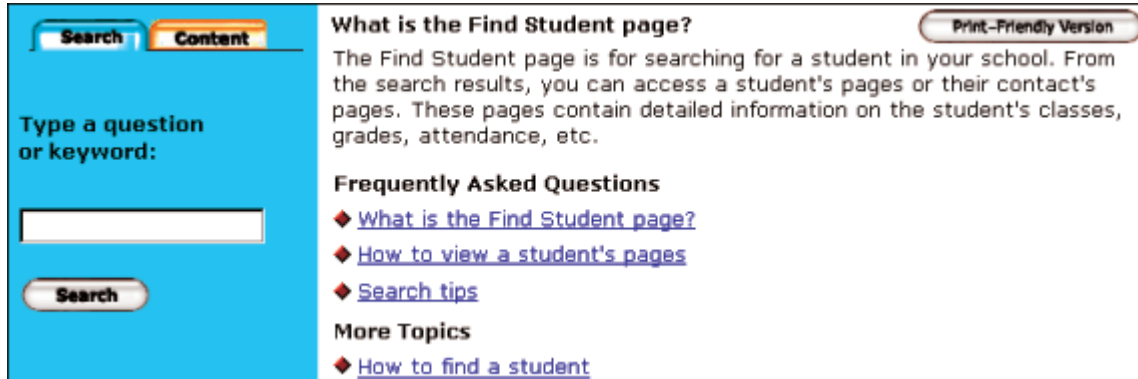 Search
Content
Type a question
or keyword:
Search
What is the Find Student page?
Print-Friendly Version
The Find Student page is for searching for a student in your school. From
the search results, you can access a student's pages or their contact's
pages. These pages contain detailed information on the student's classes,
grades, attendance, etc.
Frequently Asked Questions
What is the Find Student page?
How to view a student's pages
Search tips
More Topics
How to find a student